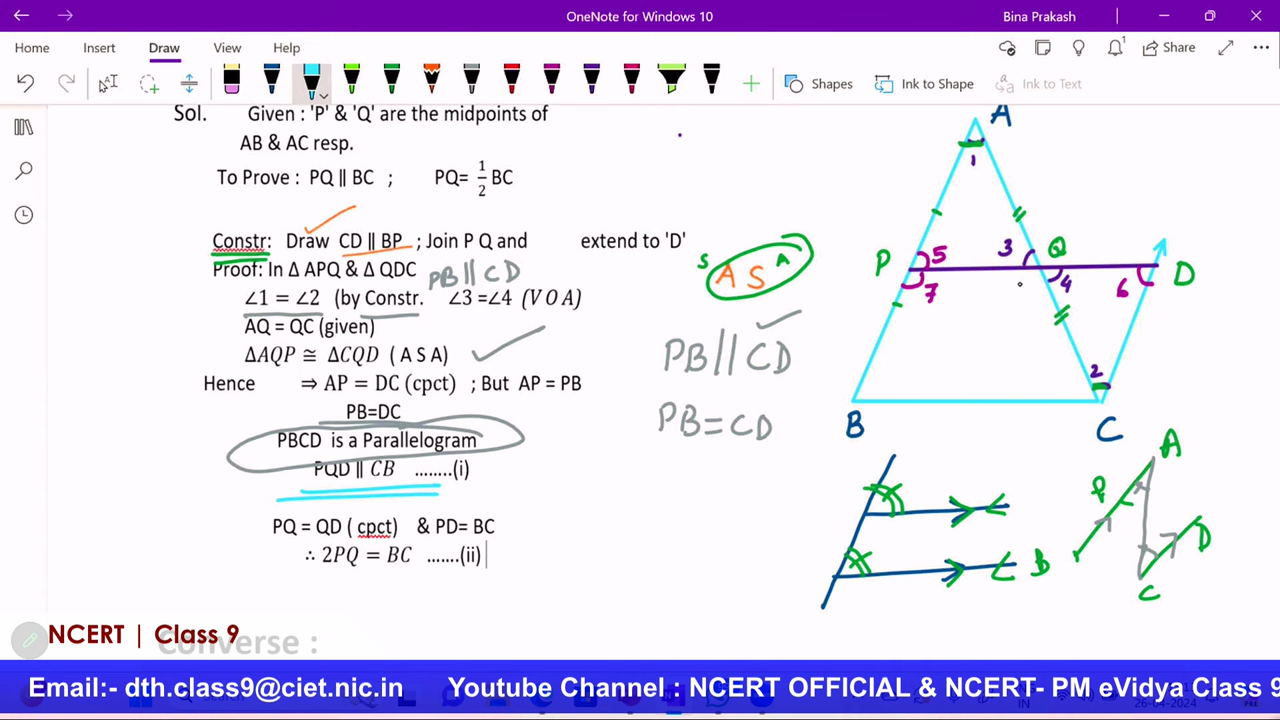 OneNote for Windows 10
Bina Prakash
Home Insert Draw View Help
Share
Shapes Ink to Shape Ink to Text
Sol. Given : 'P' & 'Q' are the midpoints of
AB & AC resp.
To Prove : PQ ∥ BC ; PQ= 1/2 BC
Constr: Draw CD ∥ BP ; Join P Q and extend to 'D'
Proof: In Δ APQ & Δ QDC
PB || CD
∠1 = ∠2 (by Constr. ∠3 =∠4 (V O A)
AQ = QC (given)
ΔAQP ≅ ΔCQD ( A S A)
Hence ⇒ AP = DC (cpct) ; But AP = PB
PB=DC
PBCD is a Parallelogram
PQD ∥ CB ........(i)
PQ = QD ( cpct) & PD= BC
∴ 2PQ = BC .......(ii)
S A S A
PB // CD
PB = CD
A
1
P 5 3 Q
7 4 6 D
2
B C
A
P
B D
C
Converse :
NCERT | Class 9
Email:- dth.class9@ciet.nic.in Youtube Channel : NCERT OFFICIAL & NCERT- PM eVidya Class 9
26-04-2024